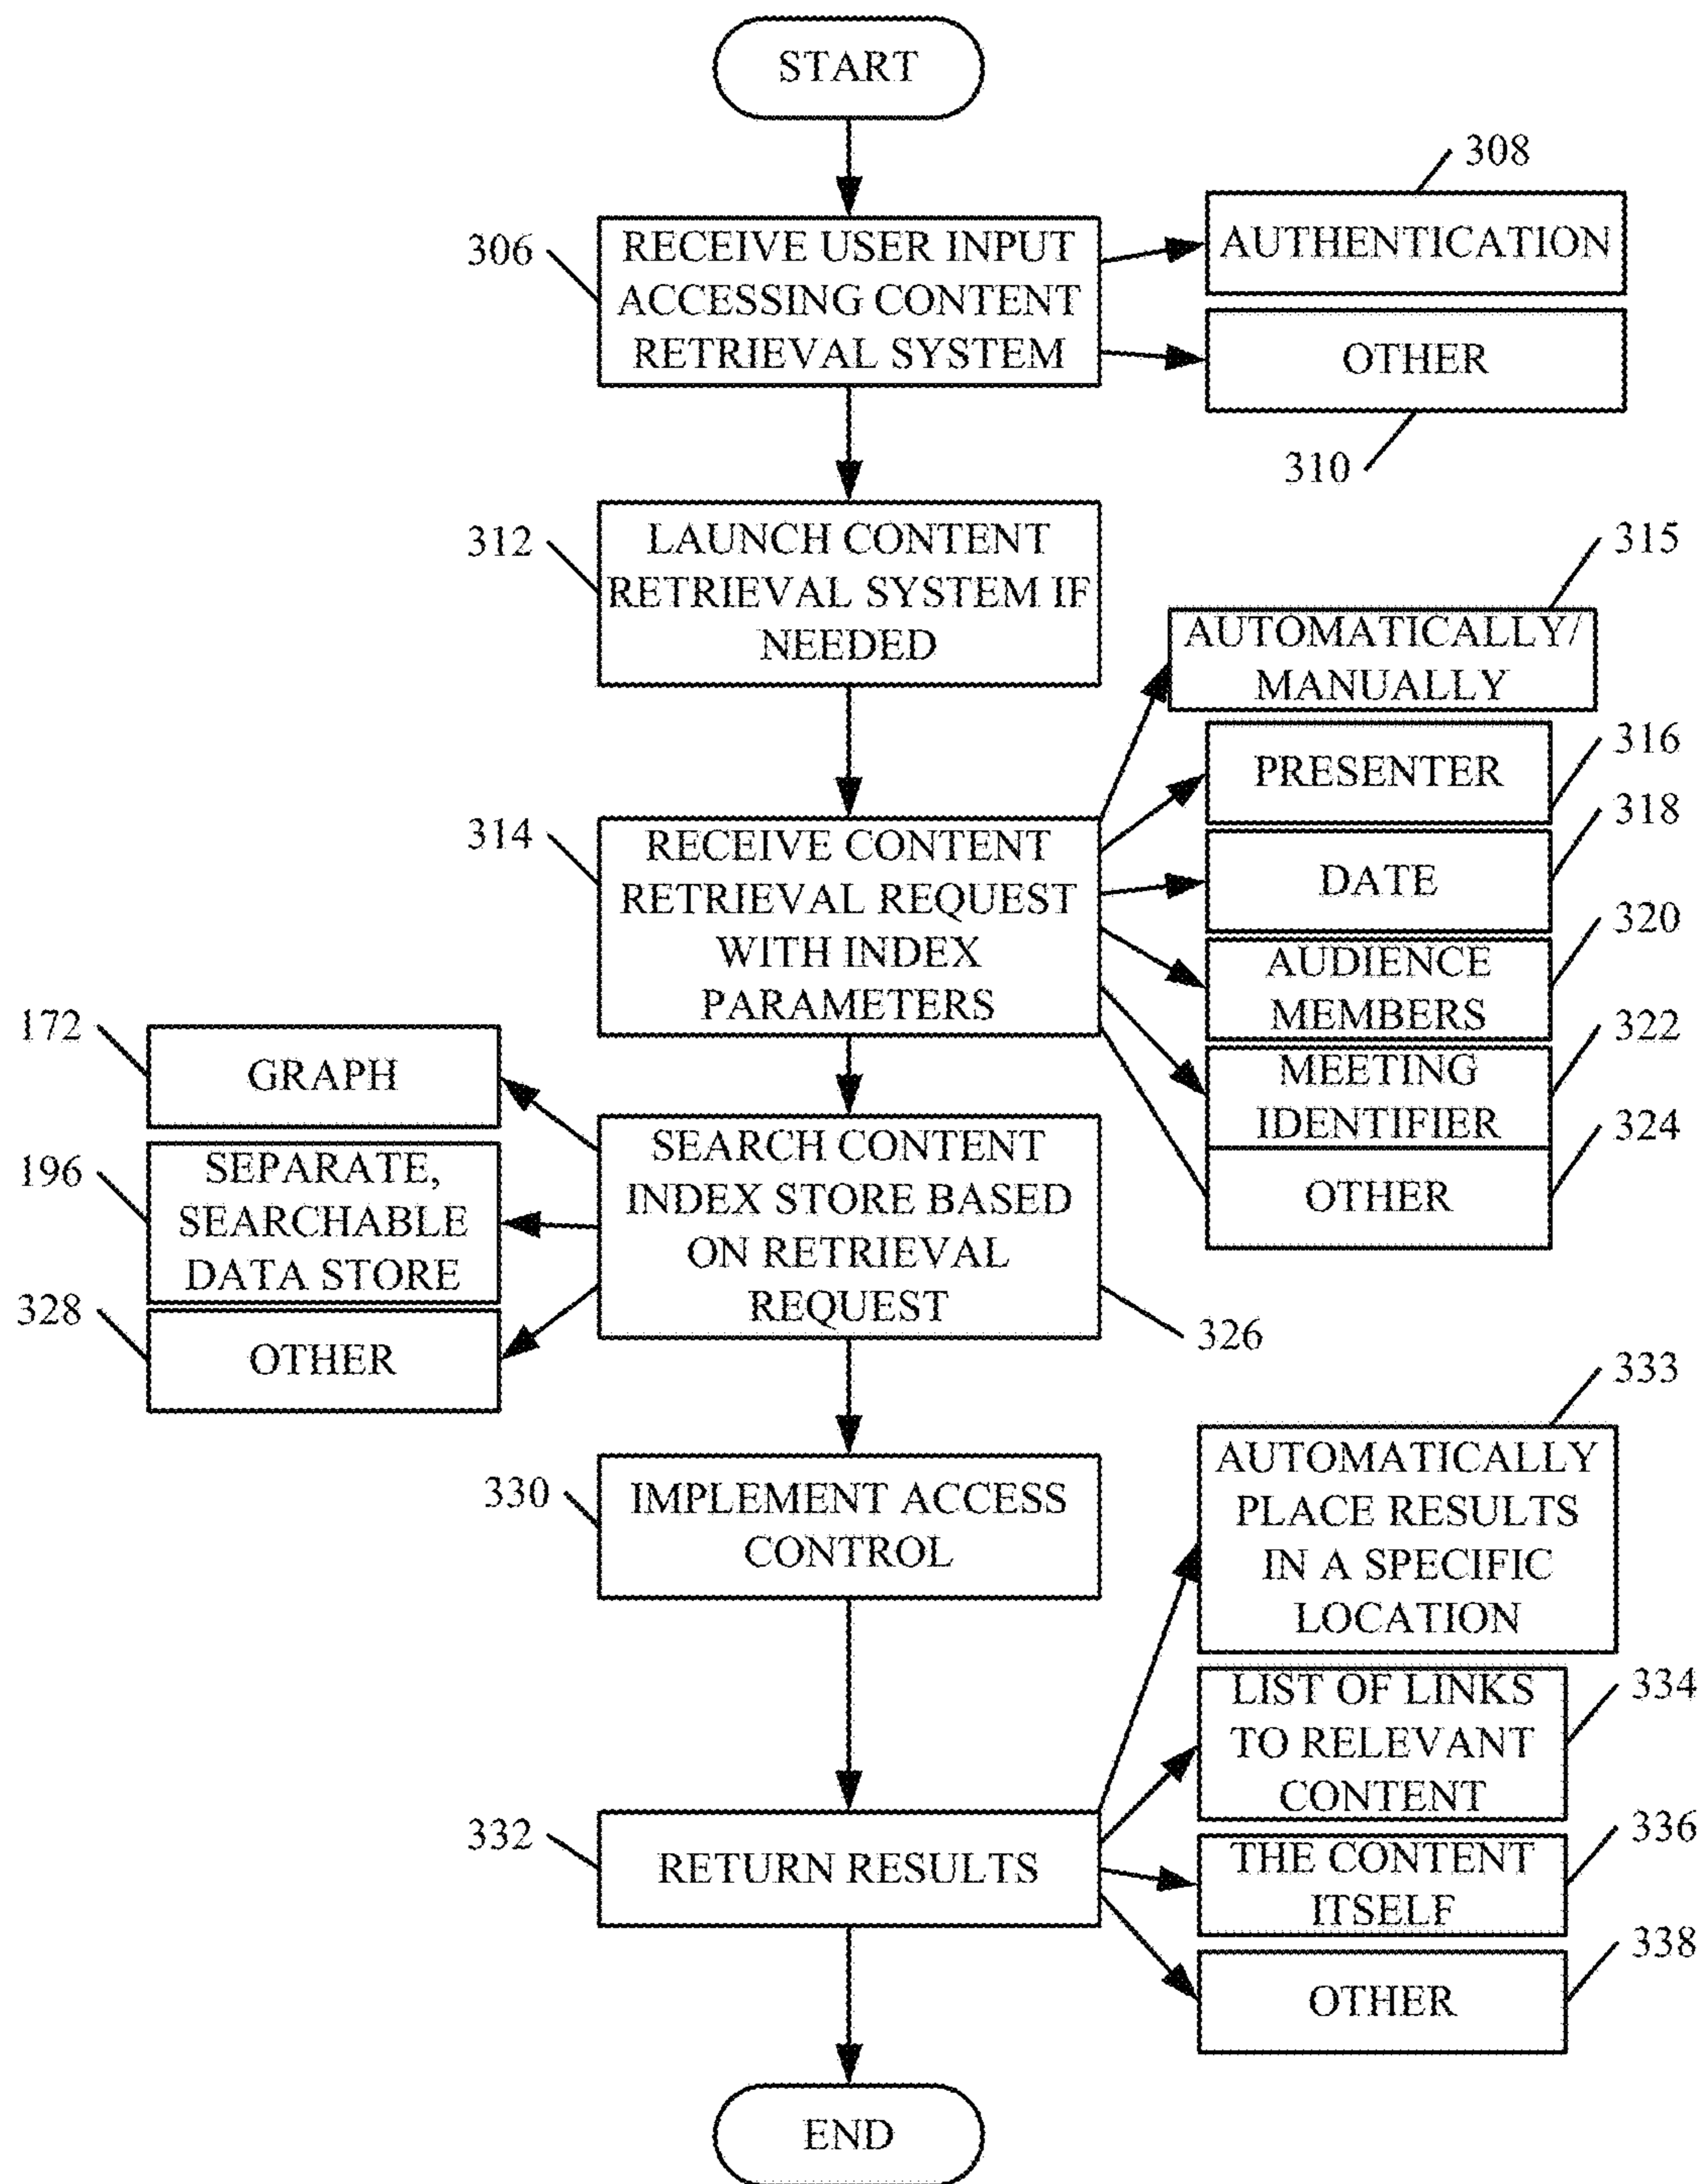 START
308
306
RECEIVE USER INPUT
ACCESSING CONTENT
RETRIEVAL SYSTEM
AUTHENTICATION
OTHER
310
312
LAUNCH CONTENT
RETRIEVAL SYSTEM IF
NEEDED
315
AUTOMATICALLY/
MANUALLY
316
PRESENTER
318
DATE
314
RECEIVE CONTENT
RETRIEVAL REQUEST
WITH INDEX
PARAMETERS
320
AUDIENCE
MEMBERS
322
MEETING
IDENTIFIER
324
OTHER
172
GRAPH
196
SEPARATE,
SEARCHABLE
DATA STORE
328
OTHER
SEARCH CONTENT
INDEX STORE BASED
ON RETRIEVAL
REQUEST
326
330
IMPLEMENT ACCESS
CONTROL
333
AUTOMATICALLY
PLACE RESULTS
IN A SPECIFIC
LOCATION
334
LIST OF LINKS
TO RELEVANT
CONTENT
332
RETURN RESULTS
336
THE CONTENT
ITSELF
338
OTHER
END